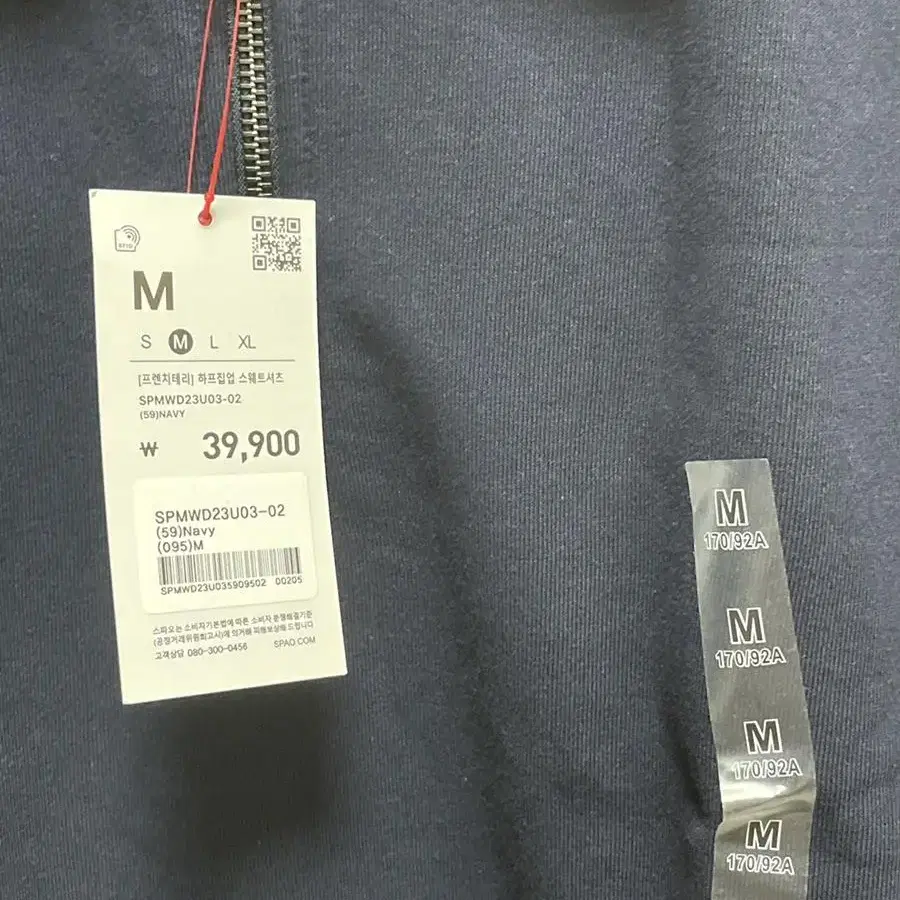 RFID
M
S M L XL
[프렌치테리] 하프집업 스웨트셔츠
SPMWD23U03-02
(59)NAVY
₩ 39,900
SPMWD23U03-02
(59)Navy
(095)M
SPMWD23U035909502 00205
스파오는 소비자기본법에 따른 소비자 분쟁해결기준
(공정거래위원회고시)에 의거해 피해보상해 드립니다
고객상담 080-300-0456 SPAO.COM
M
170/92A
M
170/92A
M
170/92A
M
170/92A